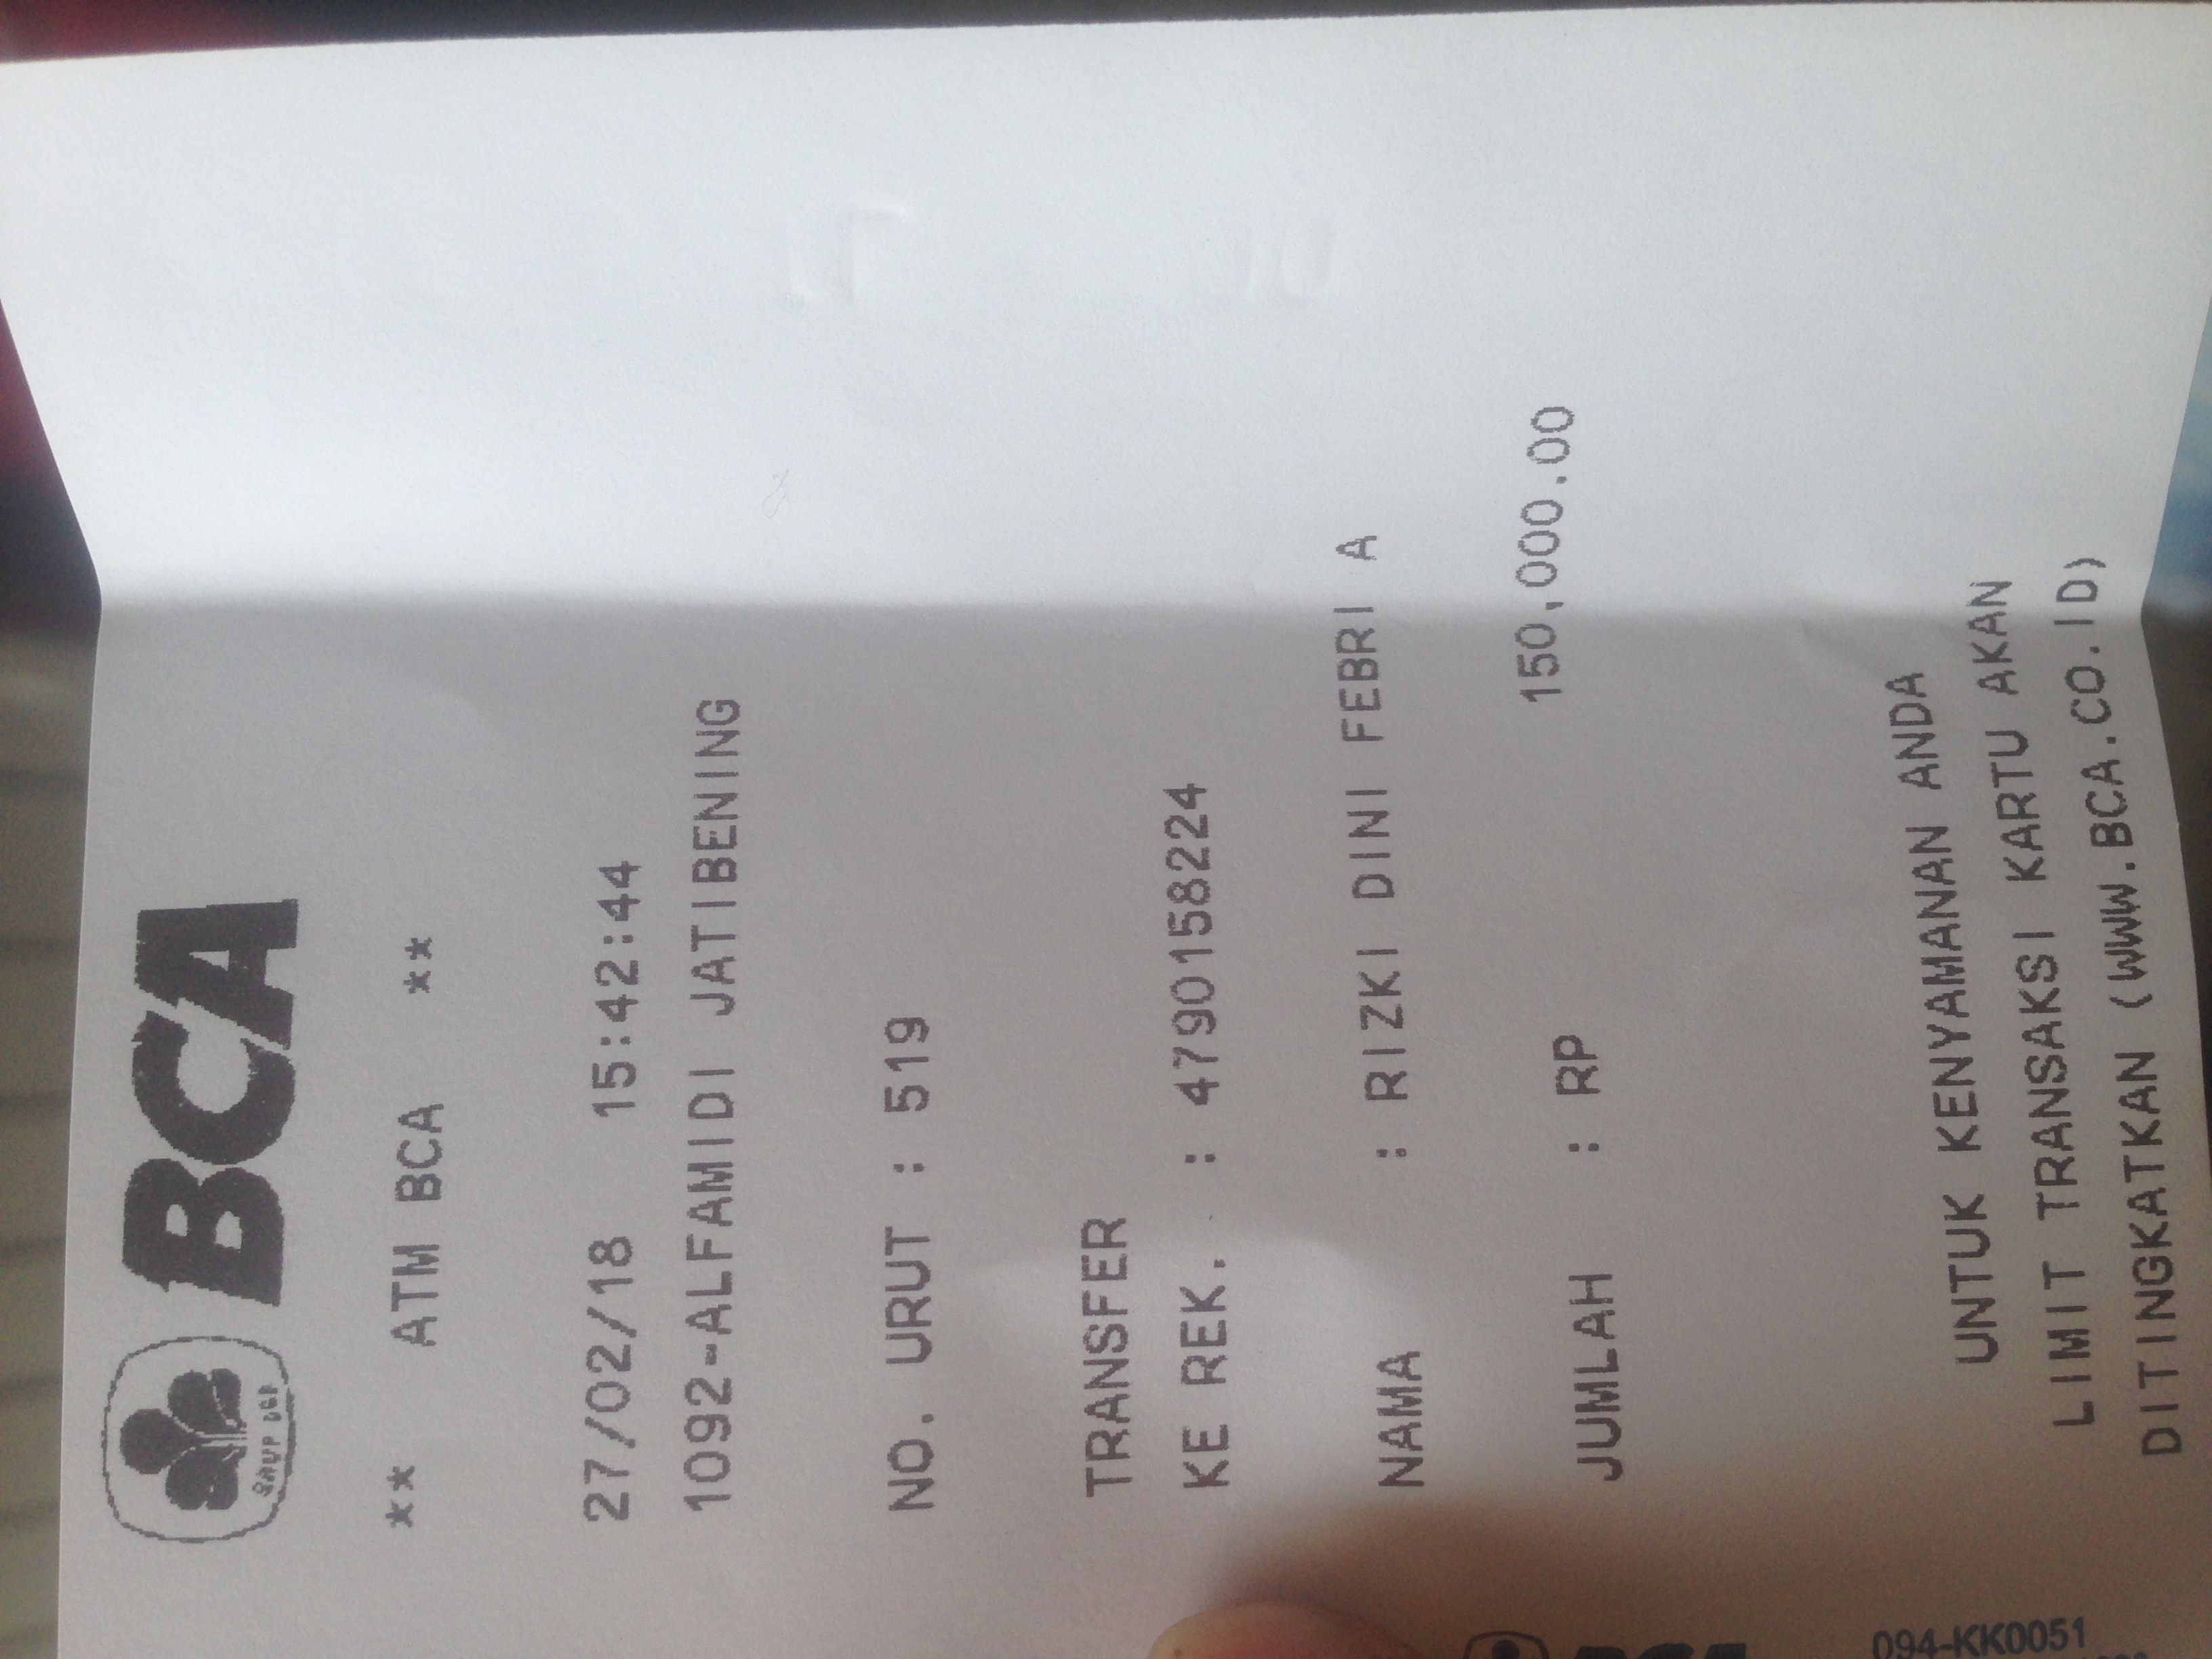 BCA
** ATM BCA **
27/02/18 15:42:44
1092-ALFAMIDI JATIBENING
NO. URUT : 519
TRANSFER
KE REK. : 4790158224
NAMA : RIZKI DINI FEBRI A
JUMLAH : RP 150,000.00
UNTUK KENYAMANAN ANDA
LIMIT TRANSAKSI KARTU AKAN
DITINGKATKAN (WWW.BCA.CO.ID)
094-KK0051